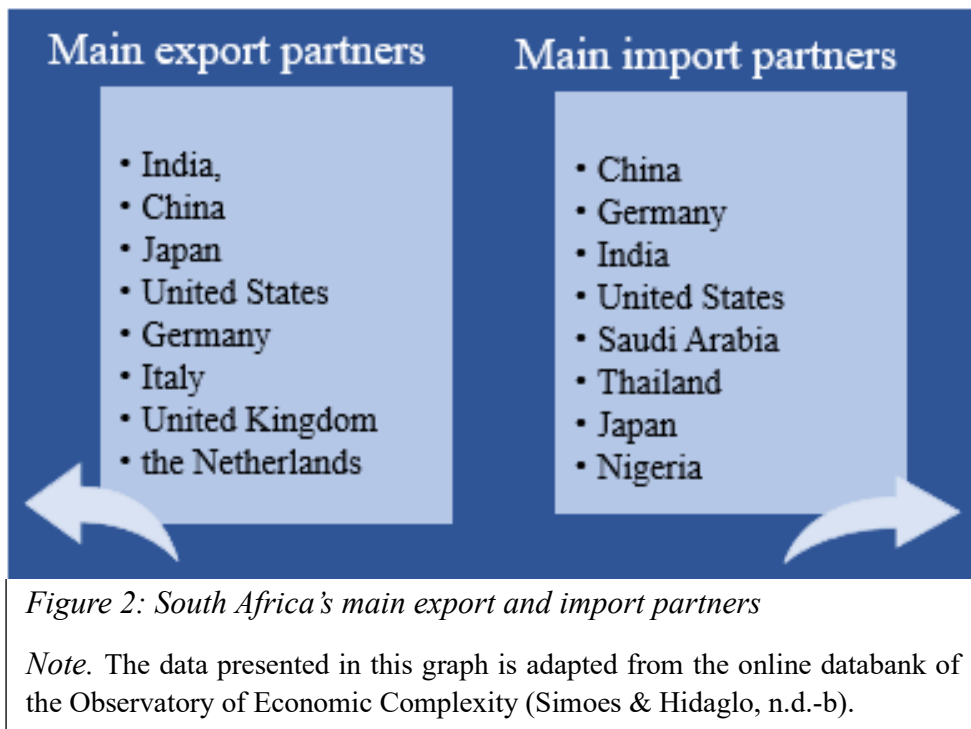 Main export partners
• India,
• China
• Japan
• United States
• Germany
• Italy
• United Kingdom
• the Netherlands
Main import partners
• China
• Germany
• India
• United States
• Saudi Arabia
• Thailand
• Japan
• Nigeria
Figure 2: South Africa’s main export and import partners
Note. The data presented in this graph is adapted from the online databank of
the Observatory of Economic Complexity (Simoes & Hidaglo, n.d.-b).